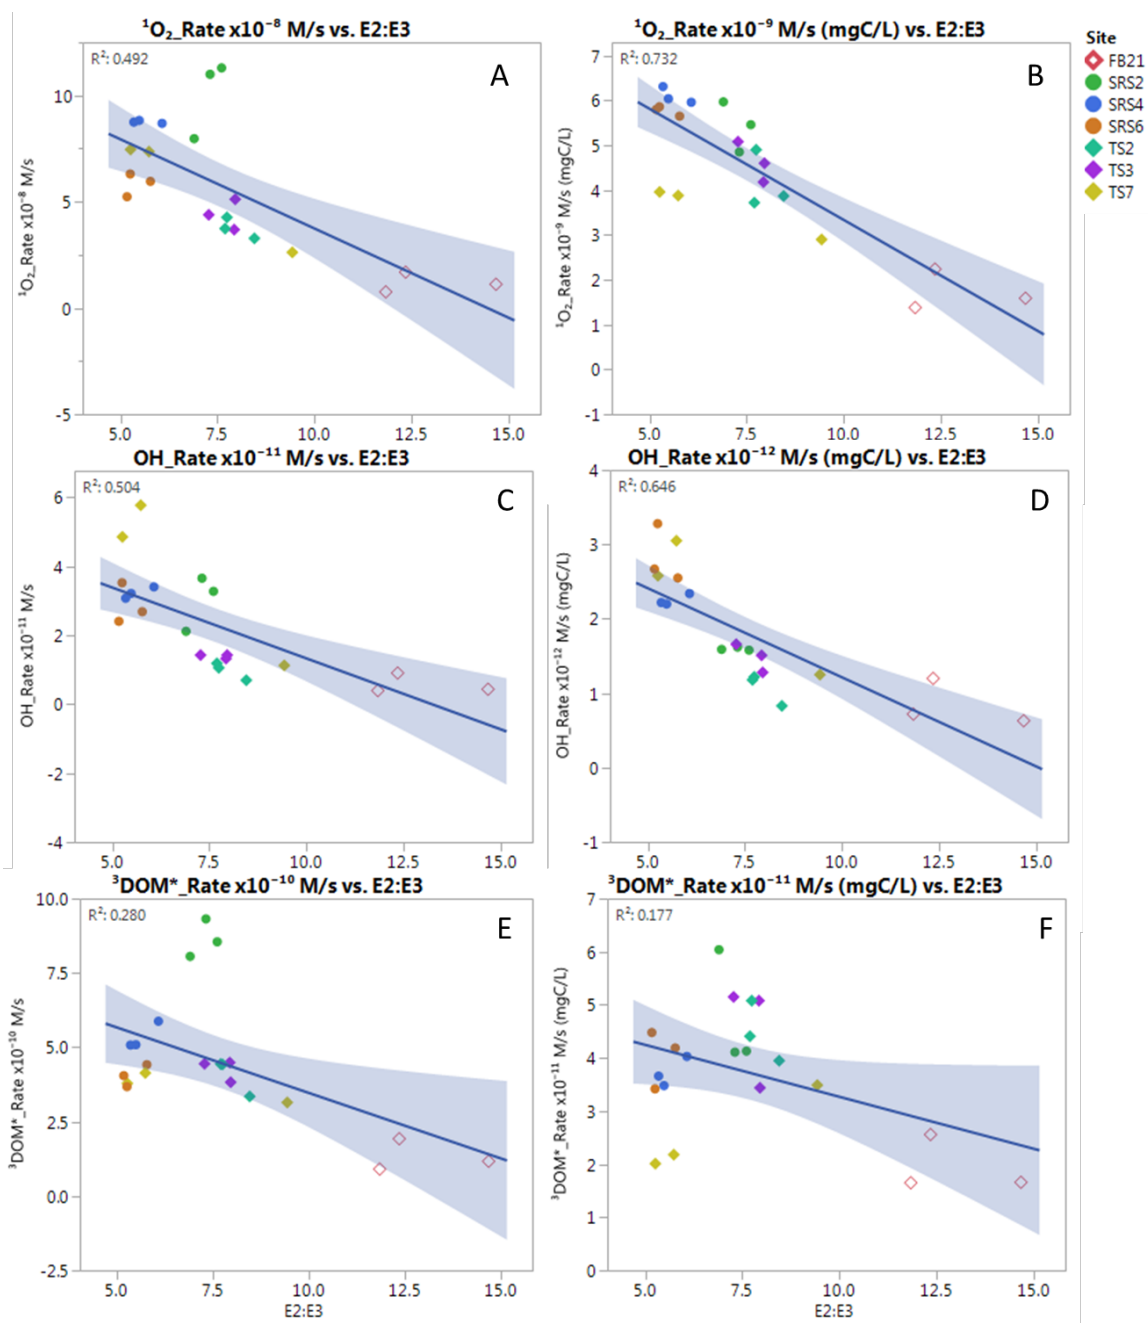 ¹O₂_Rate x10⁻⁸ M/s vs. E2:E3
R²: 0.492
A
10
5
0
-5
¹O₂_Rate x10⁻⁸ M/s
5.0 7.5 10.0 12.5 15.0
¹O₂_Rate x10⁻⁹ M/s (mgC/L) vs. E2:E3
R²: 0.732
B
7
6
5
4
3
2
1
0
-1
¹O₂_Rate x10⁻⁹ M/s (mgC/L)
5.0 7.5 10.0 12.5 15.0
Site
FB21
SRS2
SRS4
SRS6
TS2
TS3
TS7
OH_Rate x10⁻¹¹ M/s vs. E2:E3
R²: 0.504
C
6
4
2
0
-2
-4
OH_Rate x10⁻¹¹ M/s
5.0 7.5 10.0 12.5 15.0
OH_Rate x10⁻¹² M/s (mgC/L) vs. E2:E3
R²: 0.646
D
4
3
2
1
0
-1
OH_Rate x10⁻¹² M/s (mgC/L)
5.0 7.5 10.0 12.5 15.0
³DOM*_Rate x10⁻¹⁰ M/s vs. E2:E3
R²: 0.280
E
10.0
7.5
5.0
2.5
0.0
-2.5
³DOM*_Rate x10⁻¹⁰ M/s
5.0 7.5 10.0 12.5 15.0
E2:E3
³DOM*_Rate x10⁻¹¹ M/s (mgC/L) vs. E2:E3
R²: 0.177
F
7
6
5
4
3
2
1
0
³DOM*_Rate x10⁻¹¹ M/s (mgC/L)
5.0 7.5 10.0 12.5 15.0
E2:E3